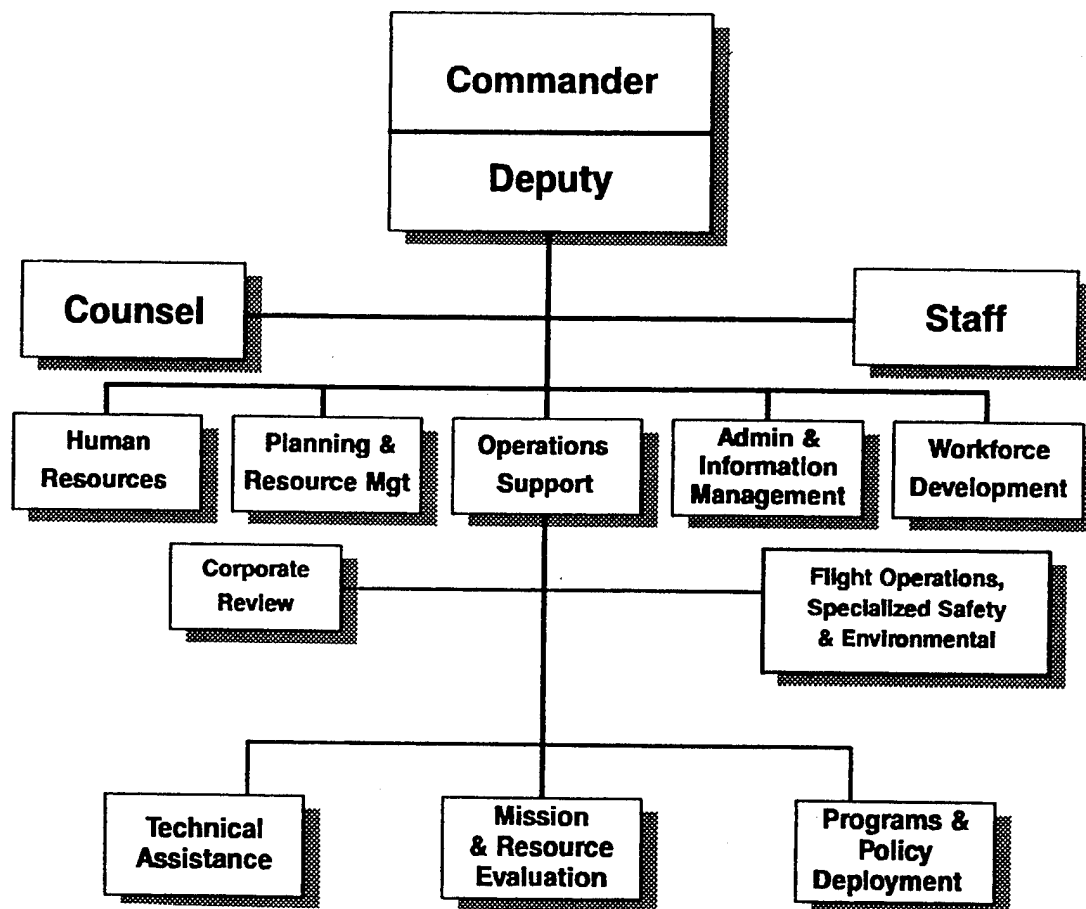 Commander
Deputy
Counsel
Staff
Human
Resources
Planning &
Resource Mgt
Operations
Support
Admin &
Information
Management
Workforce
Development
Corporate
Review
Flight Operations,
Specialized Safety
& Environmental
Technical
Assistance
Mission
& Resource
Evaluation
Programs &
Policy
Deployment